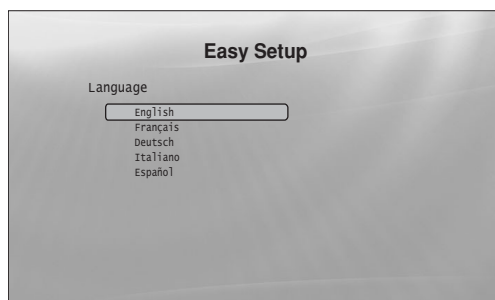 Easy Setup
Language
English
Français
Deutsch
Italiano
Español